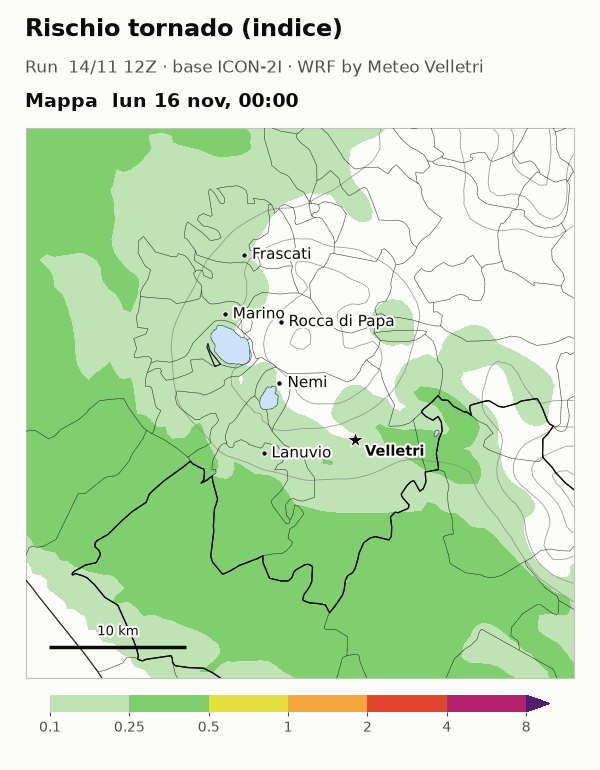 Rischio tornado (indice)
Run  14/11 12Z · base ICON-2I · WRF by Meteo Velletri
Mappa  lun 16 nov, 00:00
Frascati
Marino
Rocca di Papa
Nemi
Velletri
Lanuvio
10 km
0.1 0.25 0.5 1 2 4 8